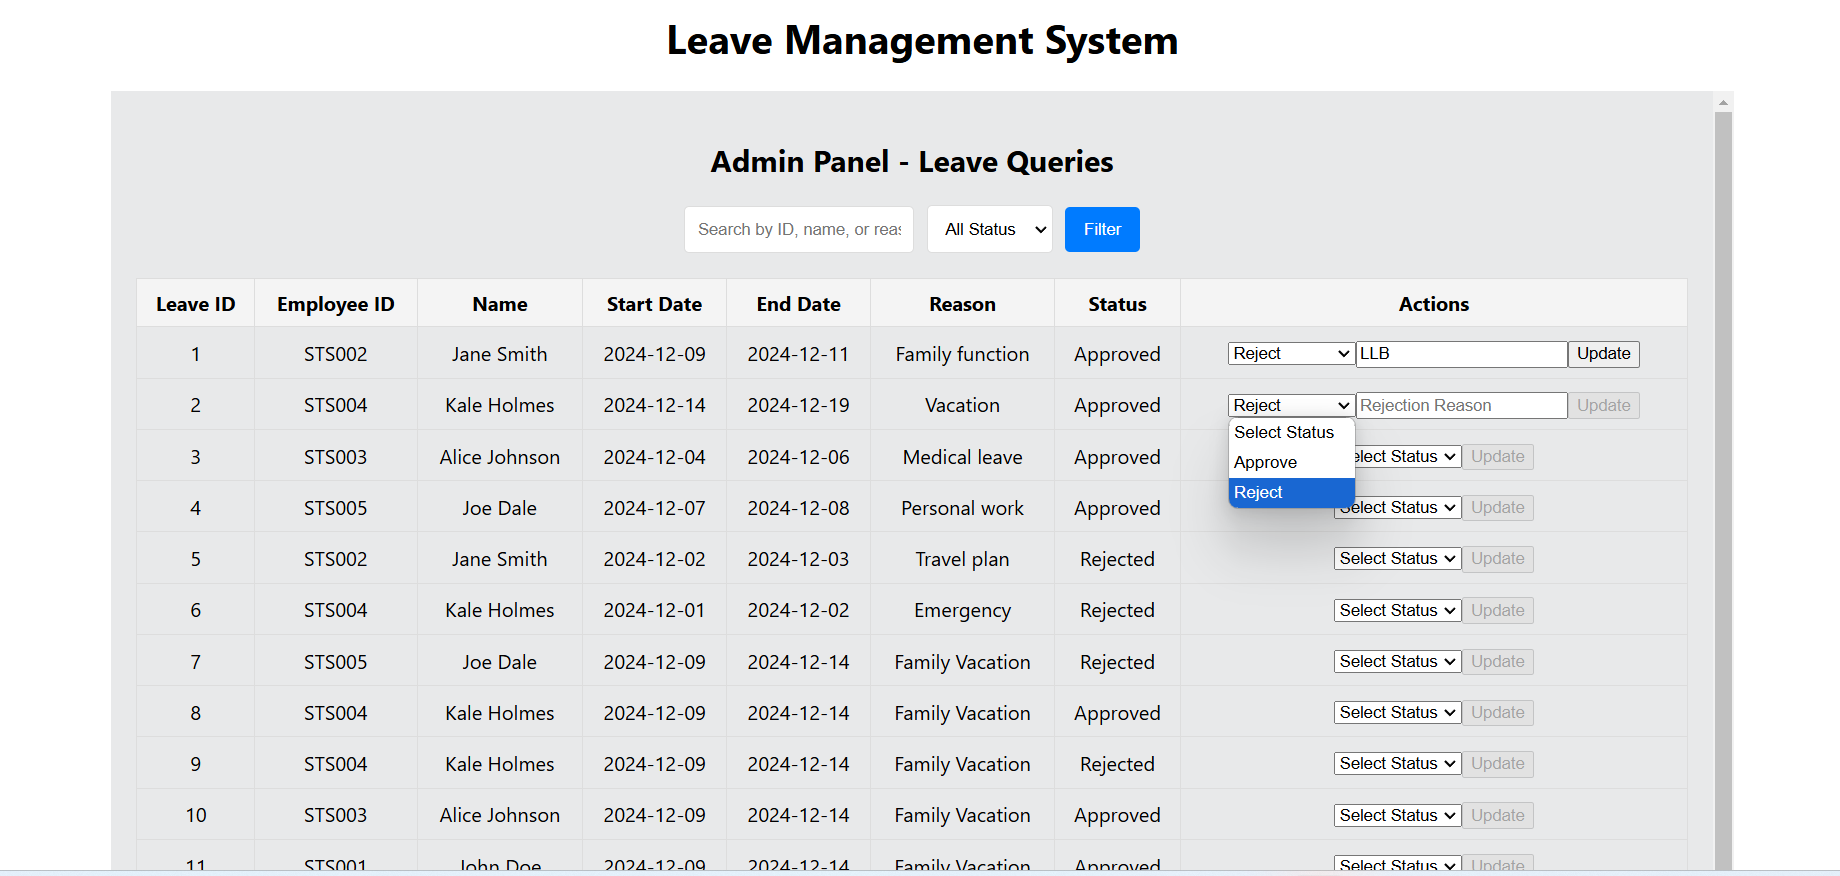 Leave Management System
Admin Panel - Leave Queries
Search by ID, name, or reas All Status Filter
Leave ID Employee ID Name Start Date End Date Reason Status Actions
1 STS002 Jane Smith 2024-12-09 2024-12-11 Family function Approved Reject LLB Update
2 STS004 Kale Holmes 2024-12-14 2024-12-19 Vacation Approved Reject Rejection Reason Update
Select Status
Approve
Reject
3 STS003 Alice Johnson 2024-12-04 2024-12-06 Medical leave Approved elect Status Update
4 STS005 Joe Dale 2024-12-07 2024-12-08 Personal work Approved Select Status Update
5 STS002 Jane Smith 2024-12-02 2024-12-03 Travel plan Rejected Select Status Update
6 STS004 Kale Holmes 2024-12-01 2024-12-02 Emergency Rejected Select Status Update
7 STS005 Joe Dale 2024-12-09 2024-12-14 Family Vacation Rejected Select Status Update
8 STS004 Kale Holmes 2024-12-09 2024-12-14 Family Vacation Approved Select Status Update
9 STS004 Kale Holmes 2024-12-09 2024-12-14 Family Vacation Rejected Select Status Update
10 STS003 Alice Johnson 2024-12-09 2024-12-14 Family Vacation Approved Select Status Update
11 STS001 John Doe 2024-12-09 2024-12-14 Family Vacation Approved Select Status Update